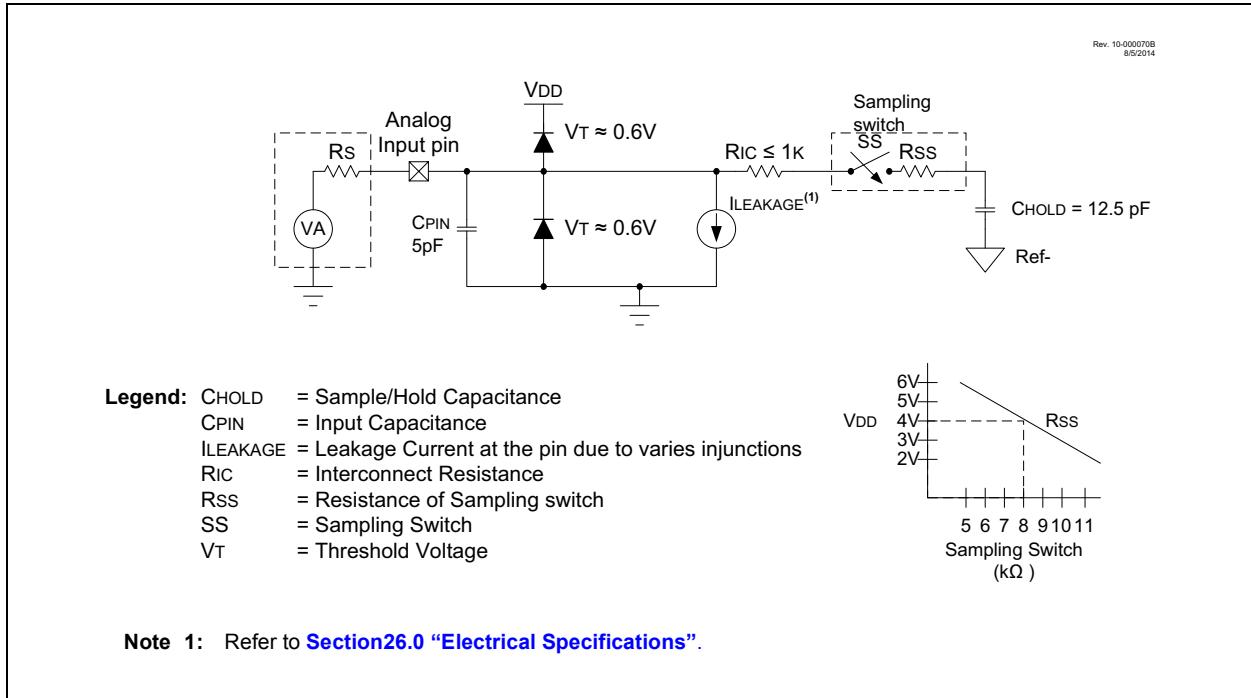 Rev. 10-000070B
8/5/2014
VDD
Sampling
switch
Analog
Input pin
VT ≈ 0.6V
SS
RS
RIC ≤ 1K
RSS
ILEAKAGE(1)
CPIN
5pF
VA
VT ≈ 0.6V
CHOLD = 12.5 pF
Ref-
Legend: CHOLD = Sample/Hold Capacitance
CPIN = Input Capacitance
ILEAKAGE = Leakage Current at the pin due to varies injunctions
RIC = Interconnect Resistance
RSS = Resistance of Sampling switch
SS = Sampling Switch
VT = Threshold Voltage
6V
5V
VDD 4V RSS
3V
2V
5 6 7 8 9 10 11
Sampling Switch
(kΩ )
Note 1: Refer to Section26.0 “Electrical Specifications”.